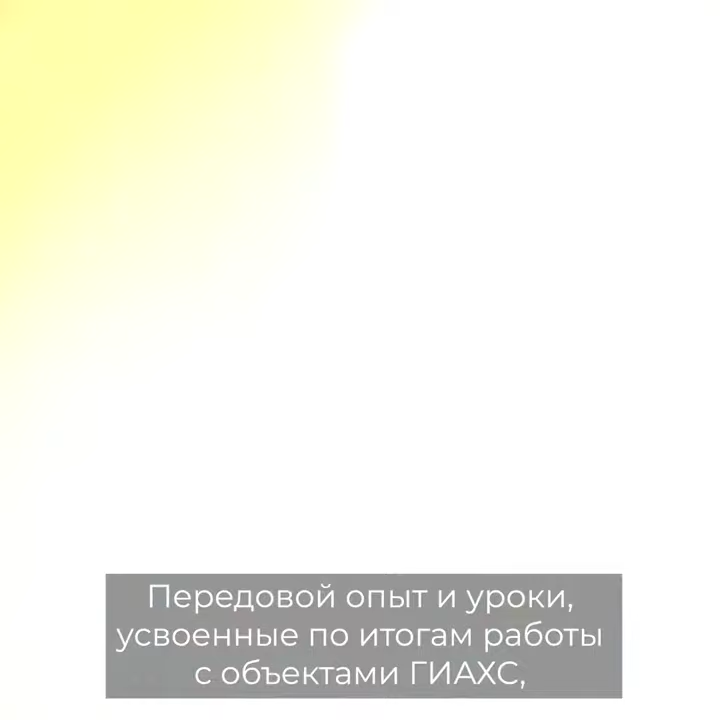 Передовой опыт и уроки,
усвоенные по итогам работы
с объектами ГИАХС,